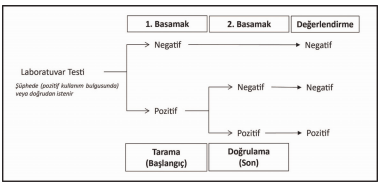 1. Basamak 2. Basamak Değerlendirme
Negatif Negatif
Laboratuvar Testi
Şüphede (pozitif kullanım bulgusunda)
veya doğrudan istenir
Negatif Negatif
Pozitif
Pozitif Pozitif
Tarama
(Başlangıç)
Doğrulama
(Son)